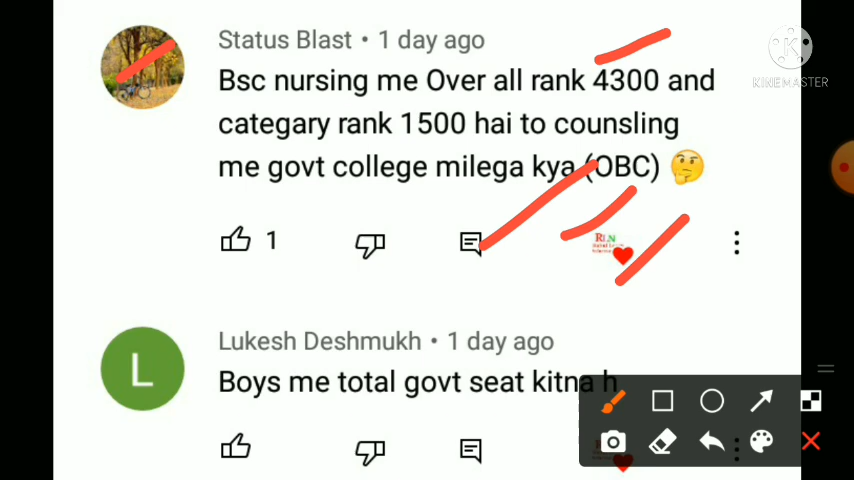 Status Blast • 1 day ago
KINEMASTER
Bsc nursing me Over all rank 4300 and
categary rank 1500 hai to counsling
me govt college milega kya (OBC) 🤔
1
Lukesh Deshmukh • 1 day ago
L
Boys me total govt seat kitna h